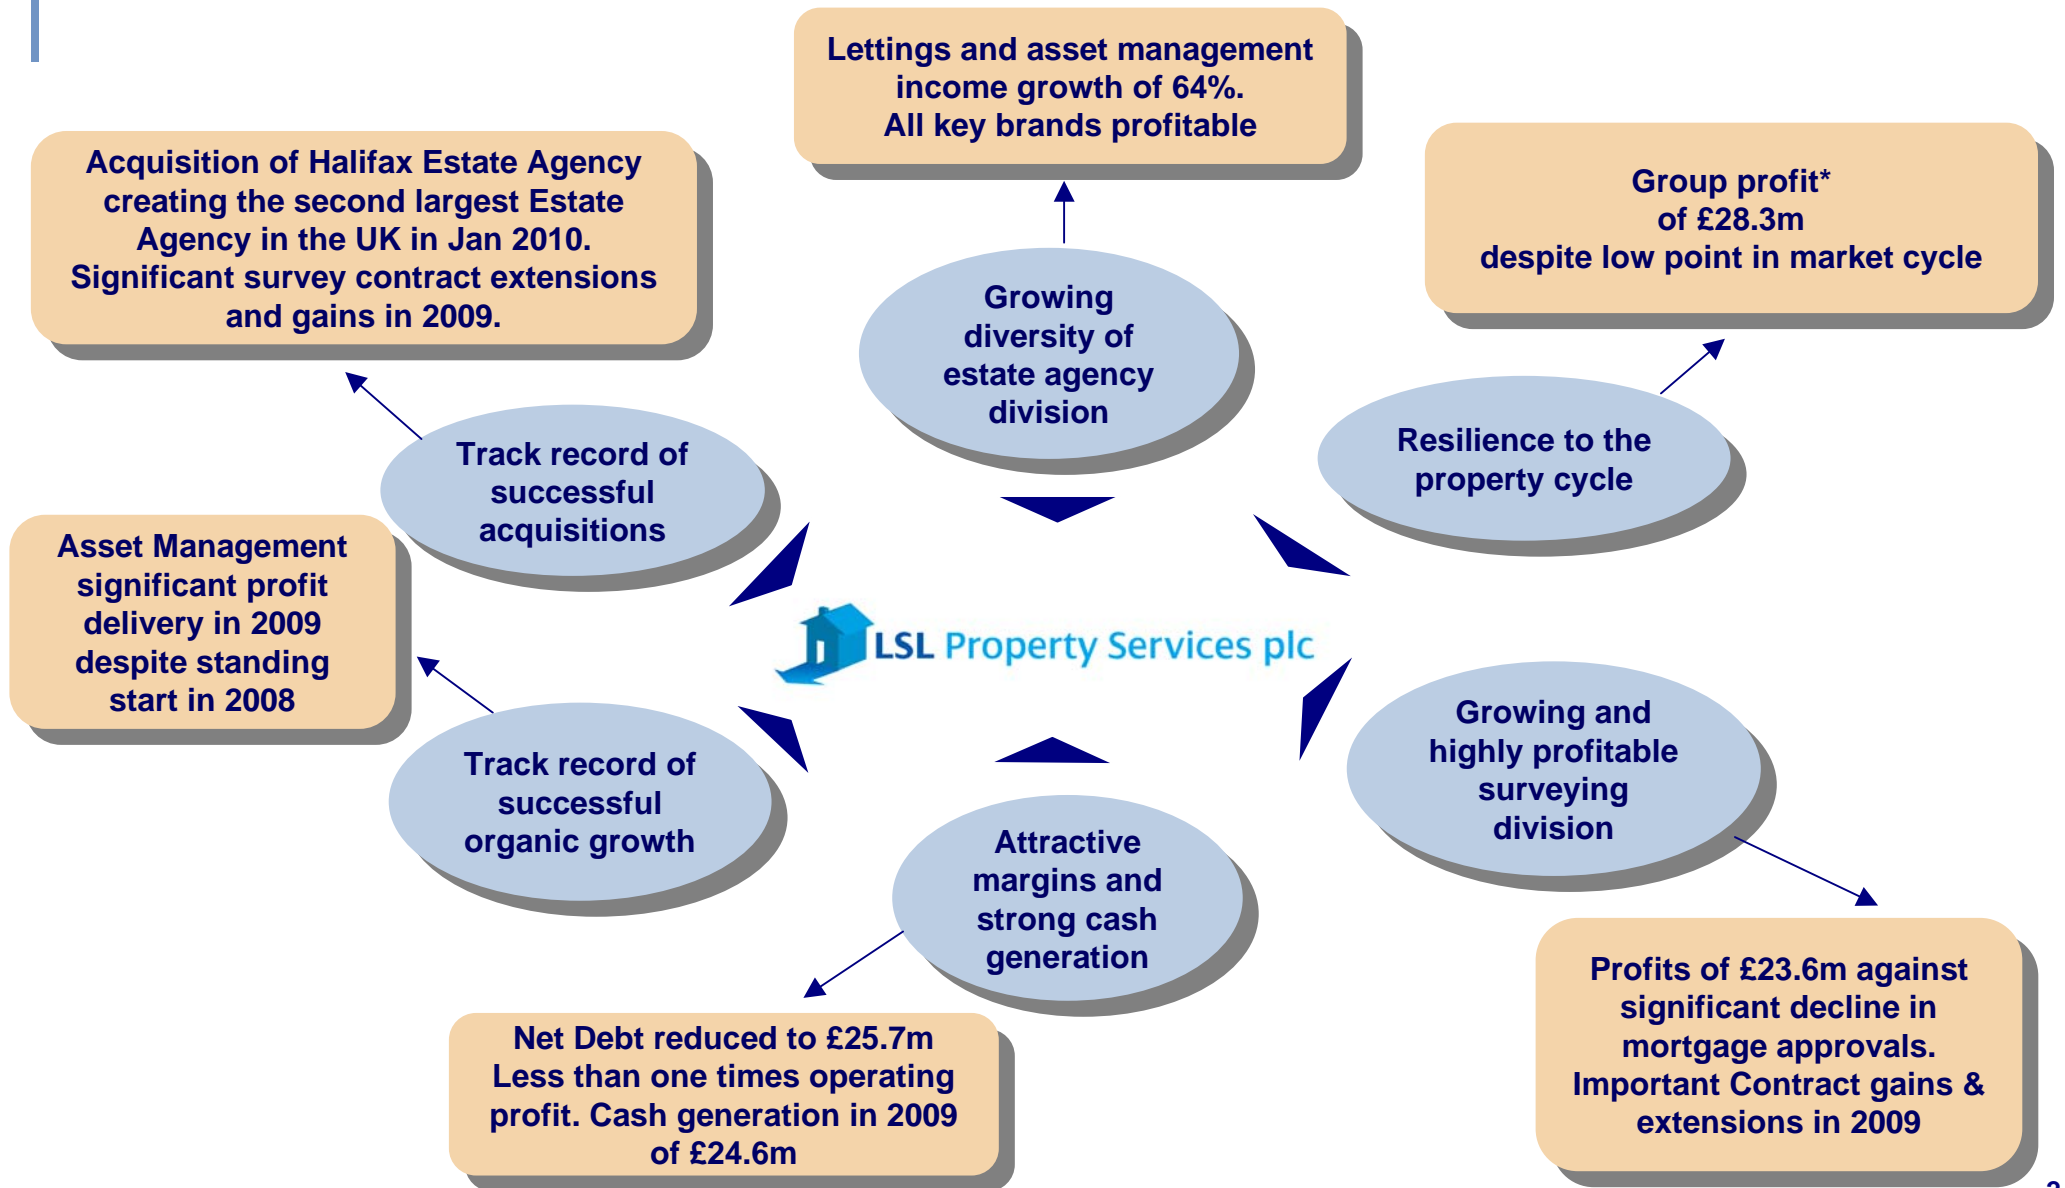 Lettings and asset management
income growth of 64%.
All key brands profitable
Acquisition of Halifax Estate Agency
creating the second largest Estate
Agency in the UK in Jan 2010.
Significant survey contract extensions
and gains in 2009.
Group profit*
of £28.3m
despite low point in market cycle
Growing
diversity of
estate agency
division
Resilience to the
property cycle
Track record of
successful
acquisitions
Asset Management
significant profit
delivery in 2009
despite standing
start in 2008
LSL Property Services plc
Growing and
highly profitable
surveying
division
Track record of
successful
organic growth
Attractive
margins and
strong cash
generation
Profits of £23.6m against
significant decline in
mortgage approvals.
Important Contract gains &
extensions in 2009
Net Debt reduced to £25.7m
Less than one times operating
profit. Cash generation in 2009
of £24.6m